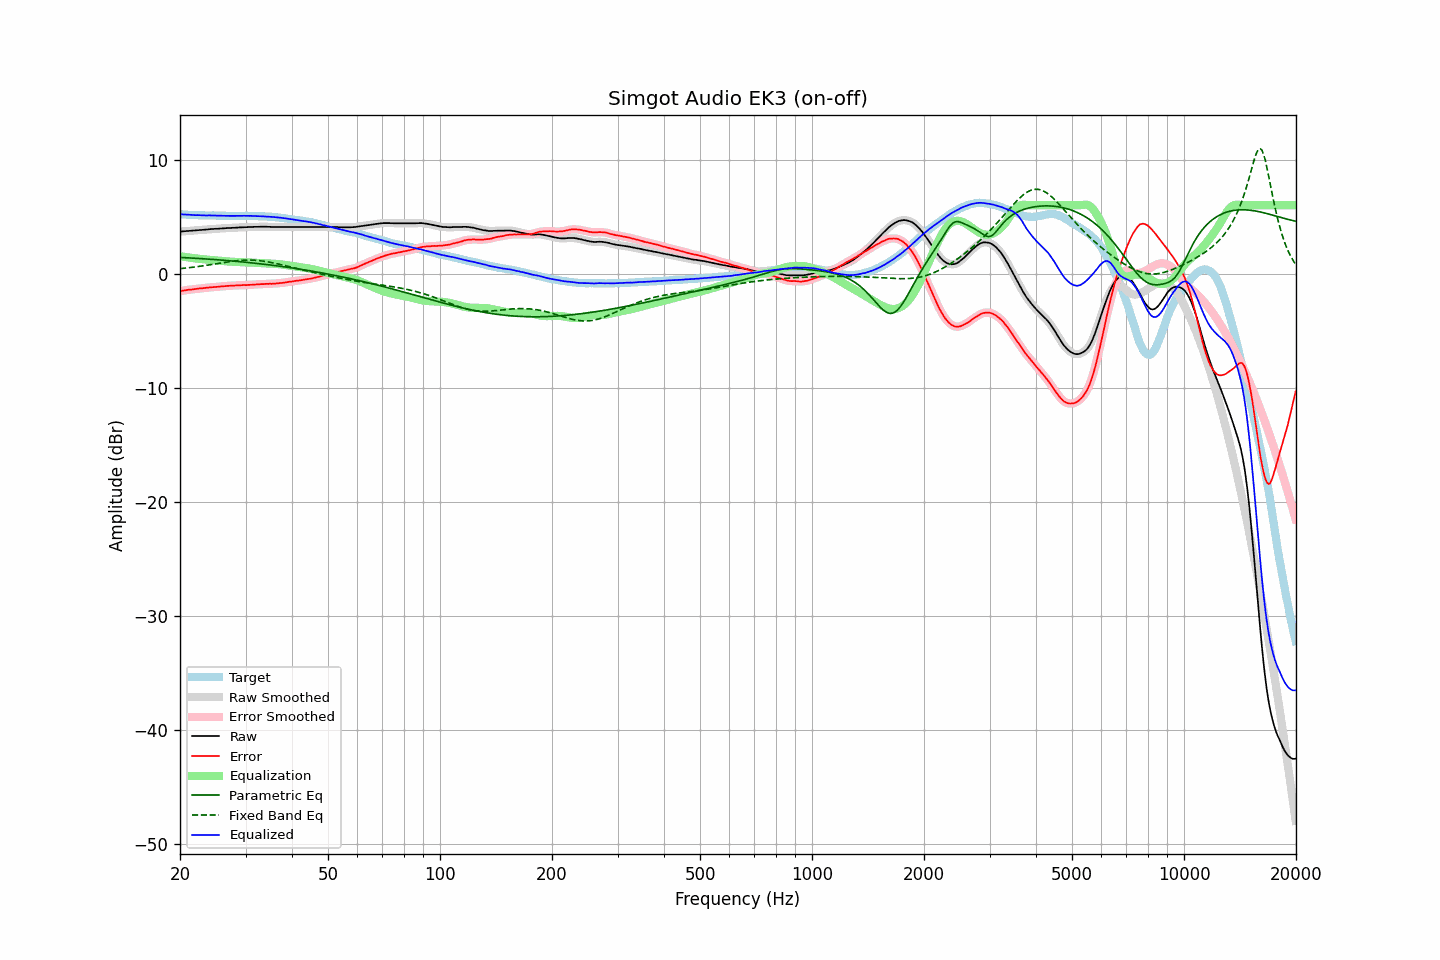 Simgot Audio EK3 (on-off)
10
0
−10
−20
−30
−40
−50
Amplitude (dBr)
Target
Raw Smoothed
Error Smoothed
Raw
Error
Equalization
Parametric Eq
Fixed Band Eq
Equalized
20
50
100
200
500
1000
2000
5000
10000
20000
Frequency (Hz)